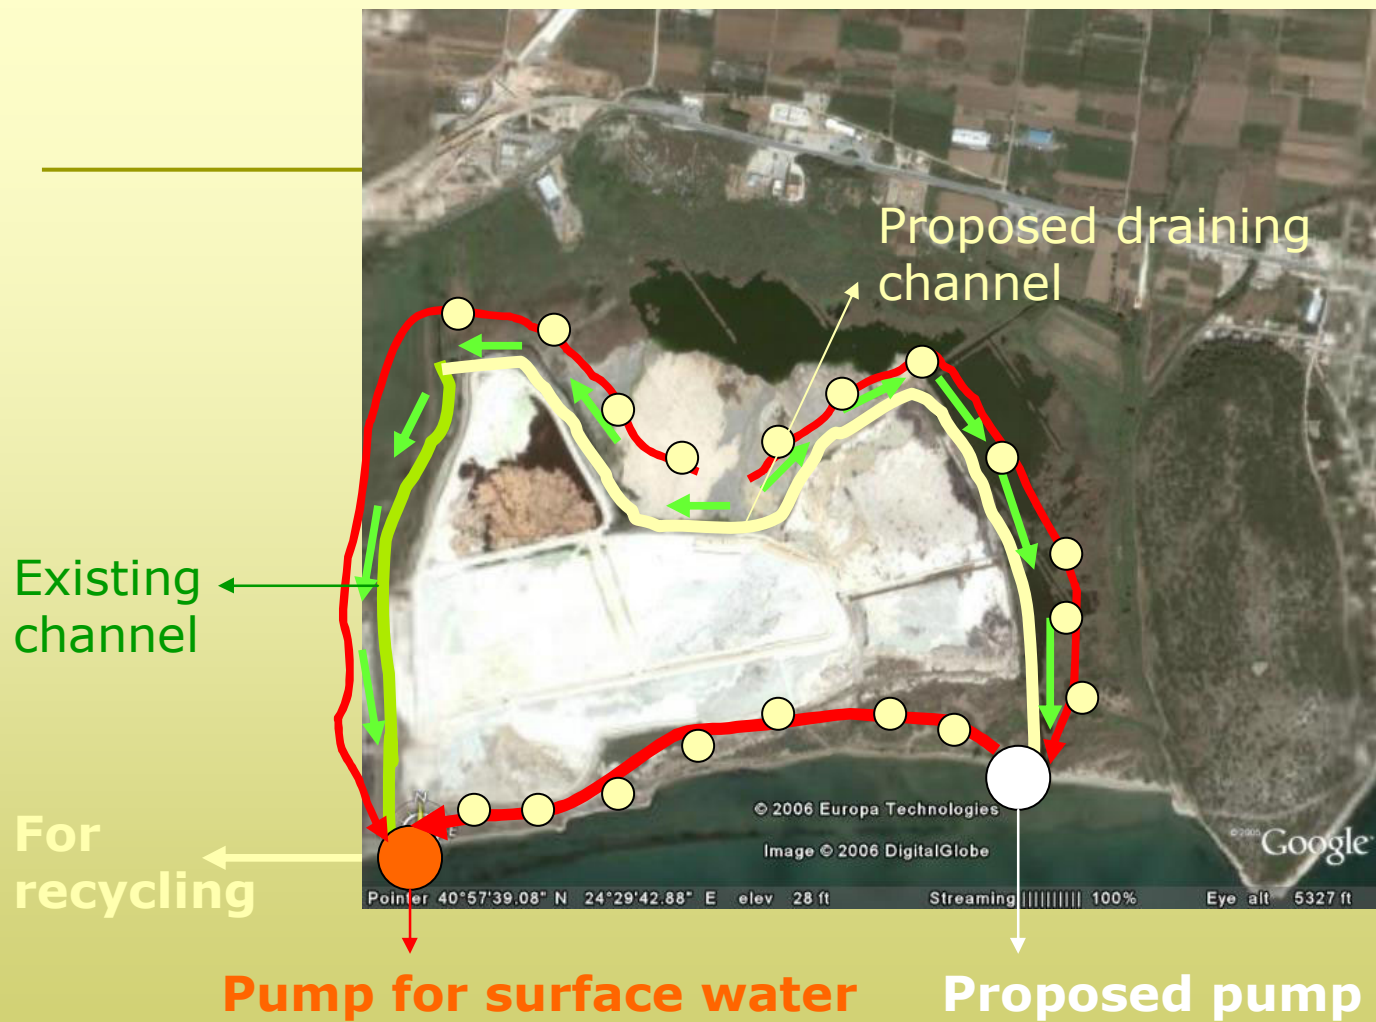 Proposed draining
channel
Existing
channel
For
recycling
© 2006 Europa Technologies
Image © 2006 DigitalGlobe
©2005 Google
Pointer 40°57'39.08" N 24°29'42.88" E elev 28 ft Streaming |||||||||| 100% Eye alt 5327 ft
N
Pump for surface water
Proposed pump